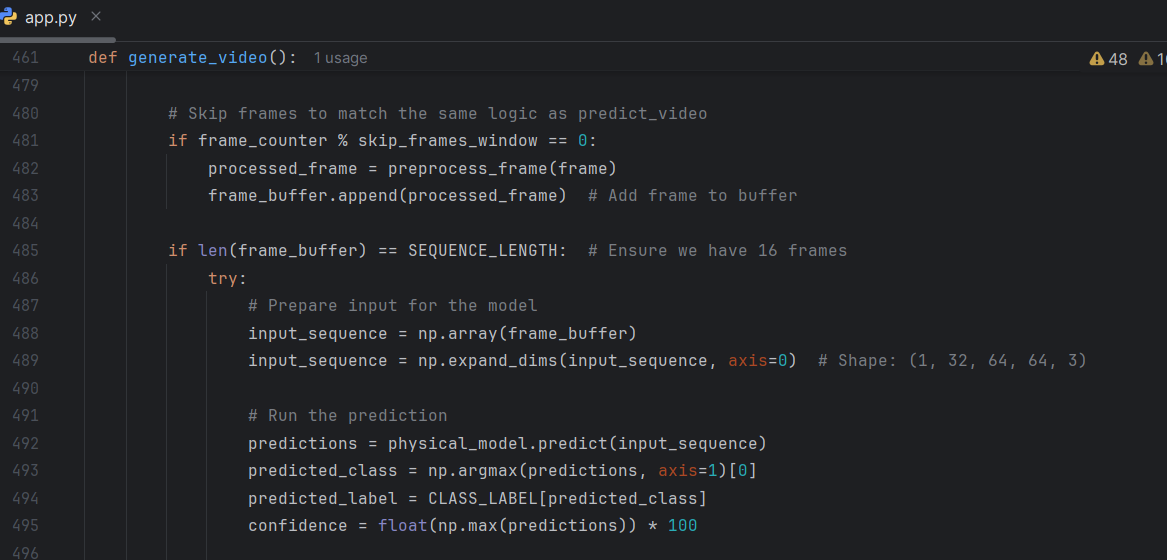 app.py ×
461 def generate_video(): 1 usage 48
479
480 # Skip frames to match the same logic as predict_video
481 if frame_counter % skip_frames_window == 0:
482 processed_frame = preprocess_frame(frame)
483 frame_buffer.append(processed_frame) # Add frame to buffer
484
485 if len(frame_buffer) == SEQUENCE_LENGTH: # Ensure we have 16 frames
486 try:
487 # Prepare input for the model
488 input_sequence = np.array(frame_buffer)
489 input_sequence = np.expand_dims(input_sequence, axis=0) # Shape: (1, 32, 64, 64, 3)
490
491 # Run the prediction
492 predictions = physical_model.predict(input_sequence)
493 predicted_class = np.argmax(predictions, axis=1)[0]
494 predicted_label = CLASS_LABEL[predicted_class]
495 confidence = float(np.max(predictions)) * 100
496